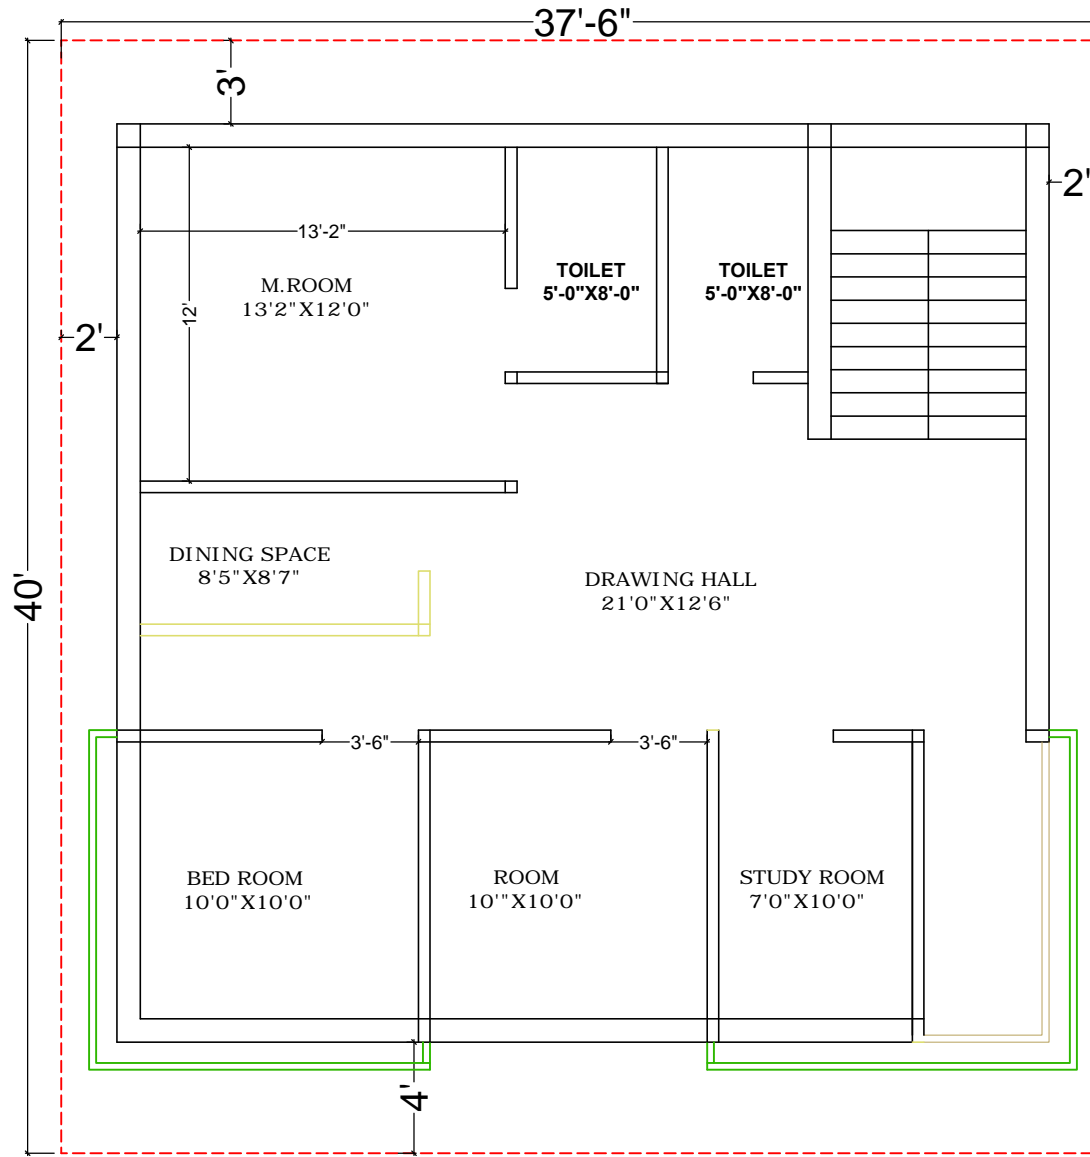 37'-6"
3'
2'
13'-2"
TOILET
5'-0"X8'-0"
TOILET
5'-0"X8'-0"
M.ROOM
13'2"X12'0"
12'
2'
DINING SPACE
8'5"X8'7"
DRAWING HALL
21'0"X12'6"
40'
3'-6"
3'-6"
BED ROOM
10'0"X10'0"
ROOM
10'"X10'0"
STUDY ROOM
7'0"X10'0"
4'